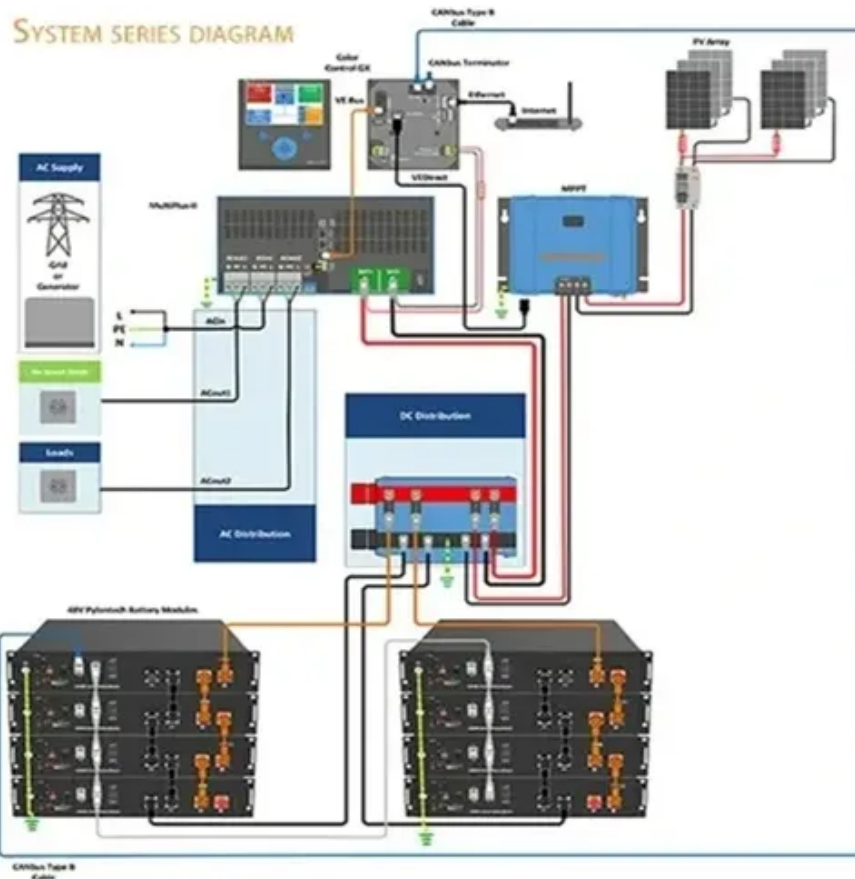 SYSTEM SERIES DIAGRAM
CANbus Type B
Cable
Color
Control GX
CANbus Terminator
PV Array
VE Bus
Ethernet
Internet
AC Supply
VEDirect
MPPT
MultiPlus-II
Grid
or
Generator
L
PE
N
ACin
ACout1
DC Distribution
Loads
ACout2
AC Distribution
48V Pylontech Battery Modules
CANbus Type B
Cable